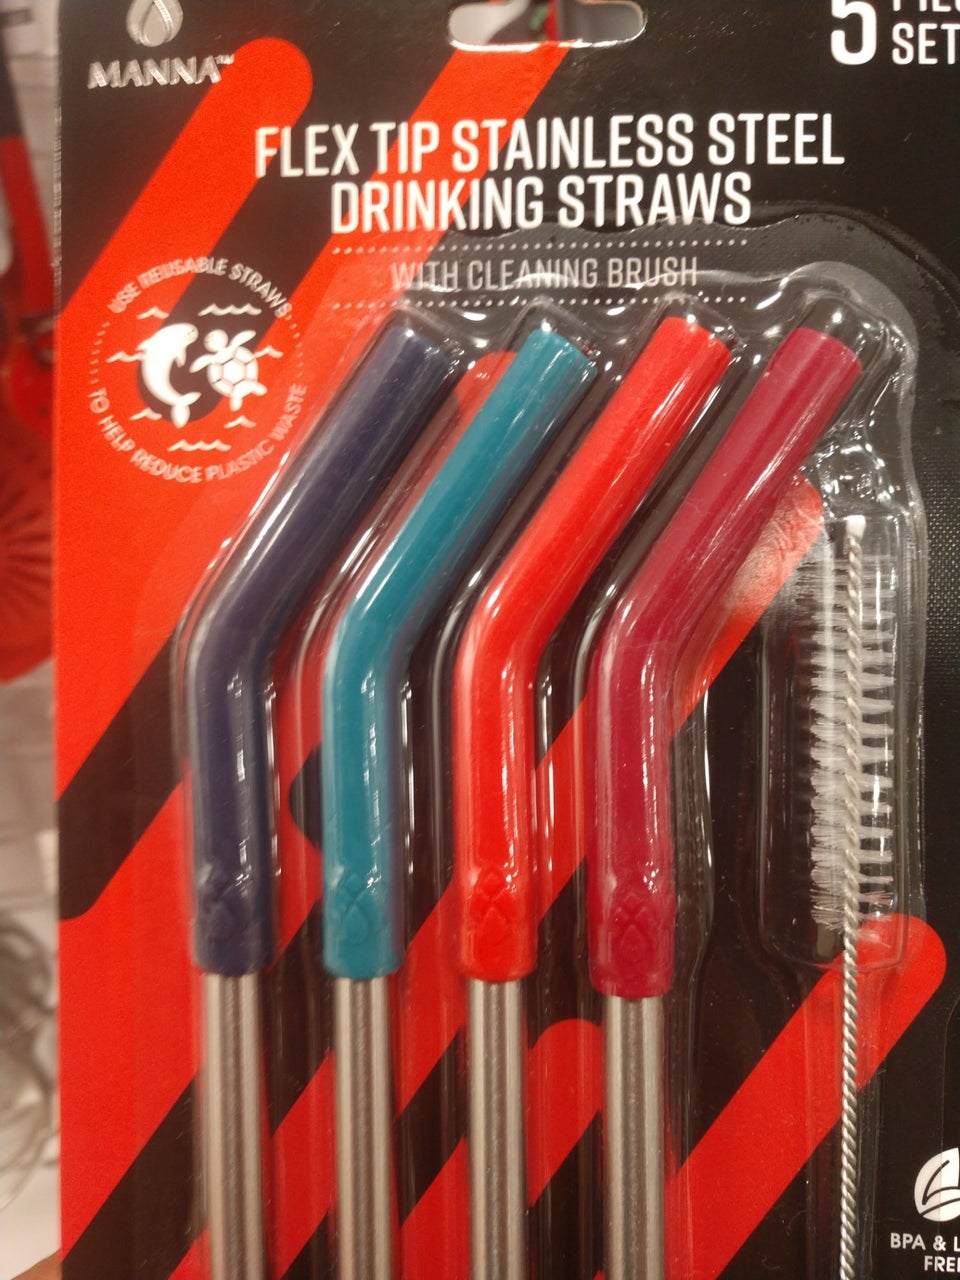 MANNA™
5
SET
FLEX TIP STAINLESS STEEL
DRINKING STRAWS
WITH CLEANING BRUSH
USE REUSABLE STRAWS
TO HELP REDUCE PLASTIC WASTE
BPA & L
FREE